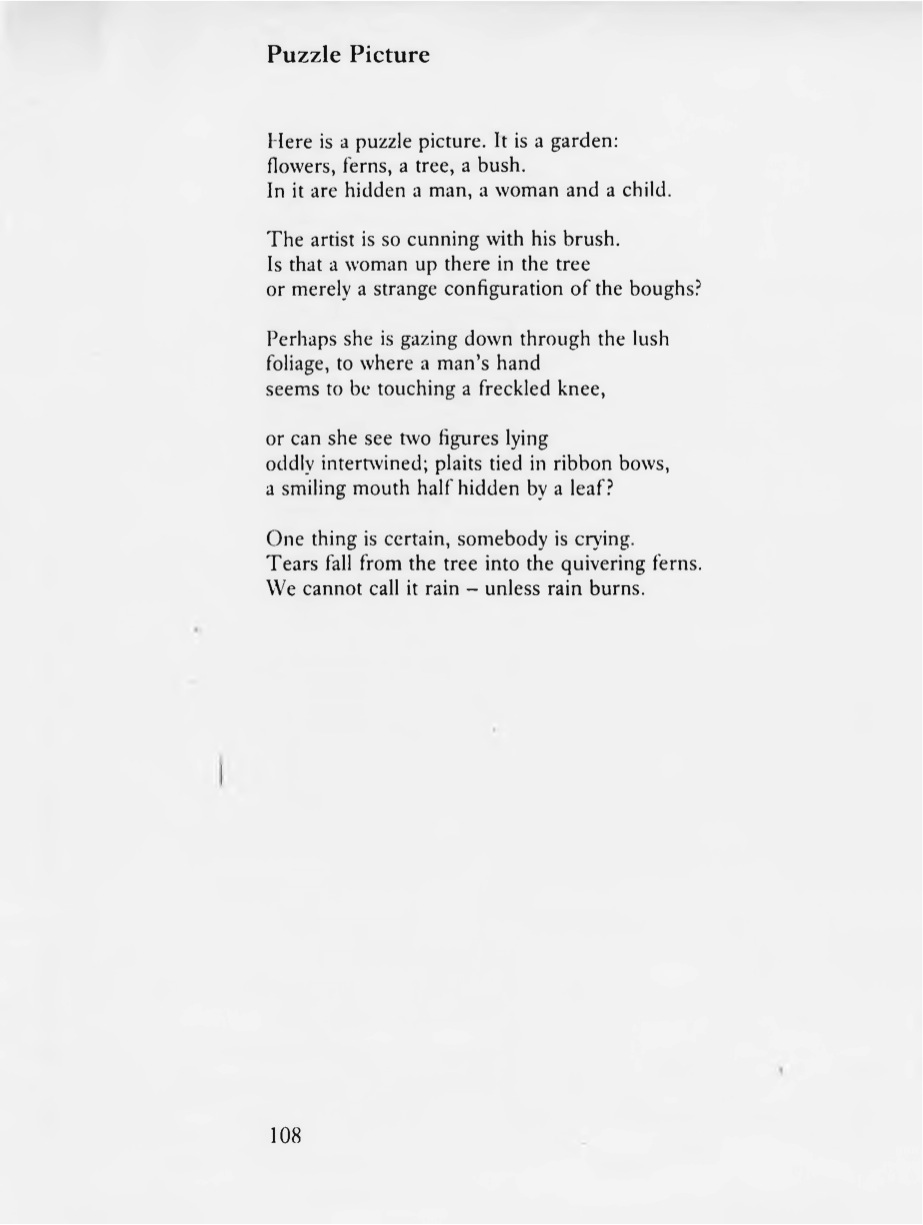 Puzzle Picture
Here is a puzzle picture. It is a garden:
flowers, ferns, a tree, a bush.
In it are hidden a man, a woman and a child.
The artist is so cunning with his brush.
Is that a woman up there in the tree
or merely a strange configuration of the boughs?
Perhaps she is gazing down through the lush
foliage, to where a man's hand
seems to be touching a freckled knee,
or can she see two figures lying
oddly intertwined; plaits tied in ribbon bows,
a smiling mouth half hidden by a leaf?
One thing is certain, somebody is crying.
Tears fall from the tree into the quivering ferns.
We cannot call it rain – unless rain burns.
108